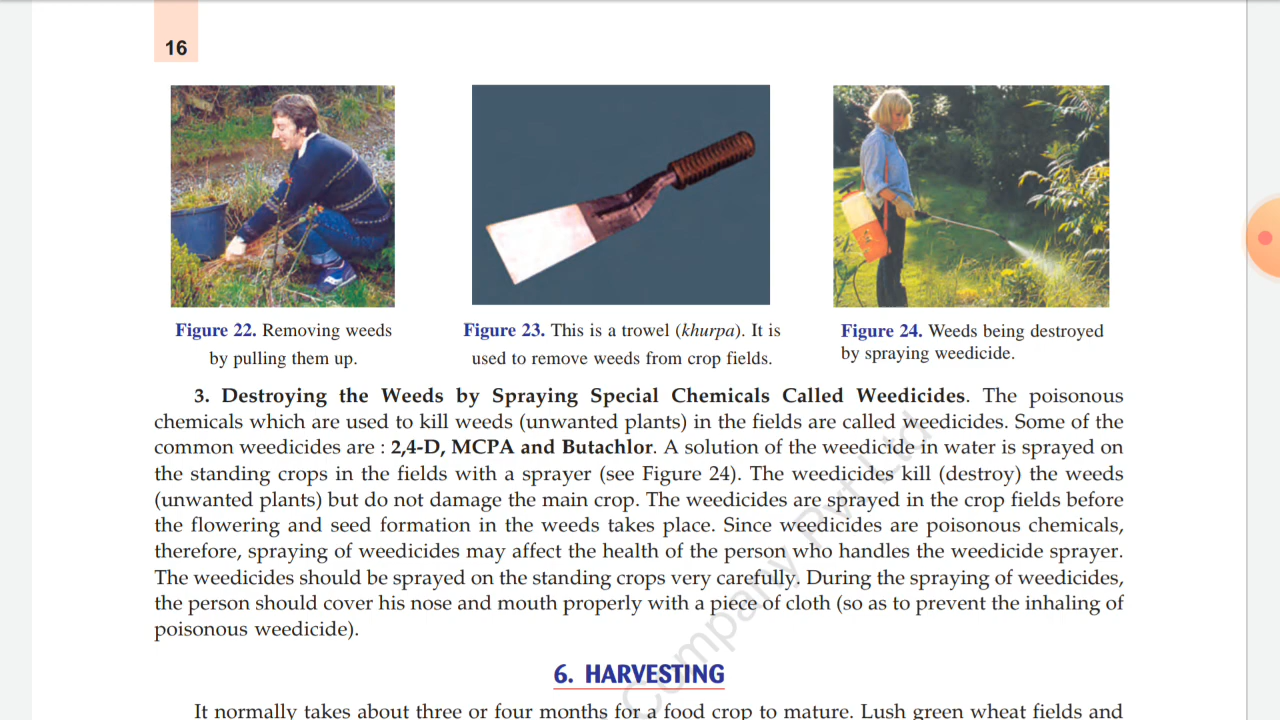 16
Figure 22. Removing weeds
by pulling them up.
Figure 23. This is a trowel (khurpa). It is
used to remove weeds from crop fields.
Figure 24. Weeds being destroyed
by spraying weedicide.
3. Destroying the Weeds by Spraying Special Chemicals Called Weedicides. The poisonous
chemicals which are used to kill weeds (unwanted plants) in the fields are called weedicides. Some of the
common weedicides are : 2,4-D, MCPA and Butachlor. A solution of the weedicide in water is sprayed on
the standing crops in the fields with a sprayer (see Figure 24). The weedicides kill (destroy) the weeds
(unwanted plants) but do not damage the main crop. The weedicides are sprayed in the crop fields before
the flowering and seed formation in the weeds takes place. Since weedicides are poisonous chemicals,
therefore, spraying of weedicides may affect the health of the person who handles the weedicide sprayer.
The weedicides should be sprayed on the standing crops very carefully. During the spraying of weedicides,
the person should cover his nose and mouth properly with a piece of cloth (so as to prevent the inhaling of
poisonous weedicide).
6. HARVESTING
It normally takes about three or four months for a food crop to mature. Lush green wheat fields and
Company Pvt Ltd